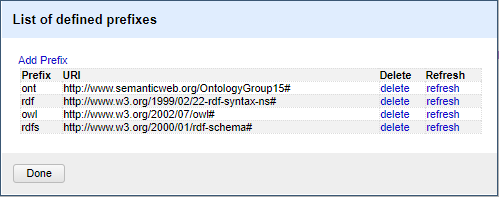 List of defined prefixes
Add Prefix
Prefix URI Delete Refresh
ont http://www.semanticweb.org/OntologyGroup15# delete refresh
rdf http://www.w3.org/1999/02/22-rdf-syntax-ns# delete refresh
owl http://www.w3.org/2002/07/owl# delete refresh
rdfs http://www.w3.org/2000/01/rdf-schema# delete refresh
Done